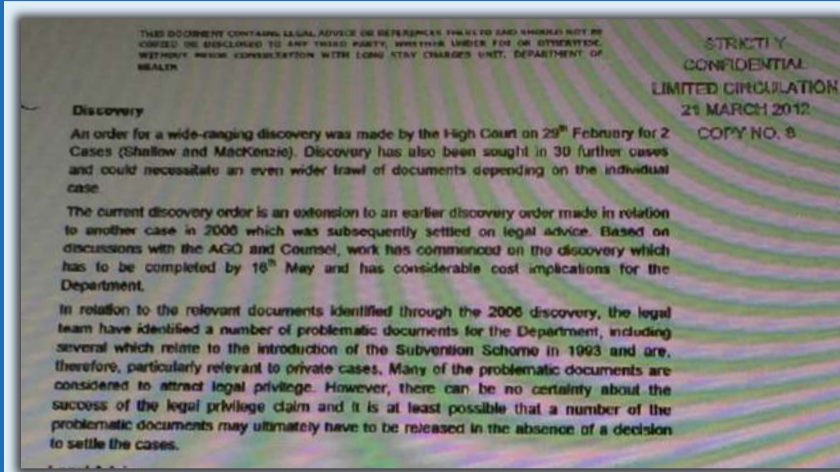 THIS DOCUMENT CONTAINS LEGAL ADVICE OR REFERENCES THERETO AND SHOULD NOT BE
COPIED OR DISCLOSED TO ANY THIRD PARTY, WHETHER UNDER FOI OR OTHERWISE,
WITHOUT PRIOR CONSULTATION WITH LONG STAY CHARGES UNIT, DEPARTMENT OF
HEALTH
STRICTLY
CONFIDENTIAL
LIMITED CIRCULATION
21 MARCH 2012
COPY NO. 8
Discovery
An order for a wide-ranging discovery was made by the High Court on 29th February for 2
Cases (Shallow and MacKenzie). Discovery has also been sought in 30 further cases
and could necessitate an even wider trawl of documents depending on the individual
case
The current discovery order is an extension to an earlier discovery order made in relation
to another case in 2006 which was subsequently settled on legal advice. Based on
discussions with the AGO and Counsel, work has commenced on the discovery which
has to be completed by 16th May and has considerable cost implications for the
Department.
In relation to the relevant documents identified through the 2006 discovery, the legal
team have identified a number of problematic documents for the Department, including
several which relate to the introduction of the Subvention Scheme in 1993 and are,
therefore, particularly relevant to private cases. Many of the problematic documents are
considered to attract legal privilege. However, there can be no certainty about the
success of the legal privilege claim and it is at least possible that a number of the
problematic documents may ultimately have to be released in the absence of a decision
to settle the cases.